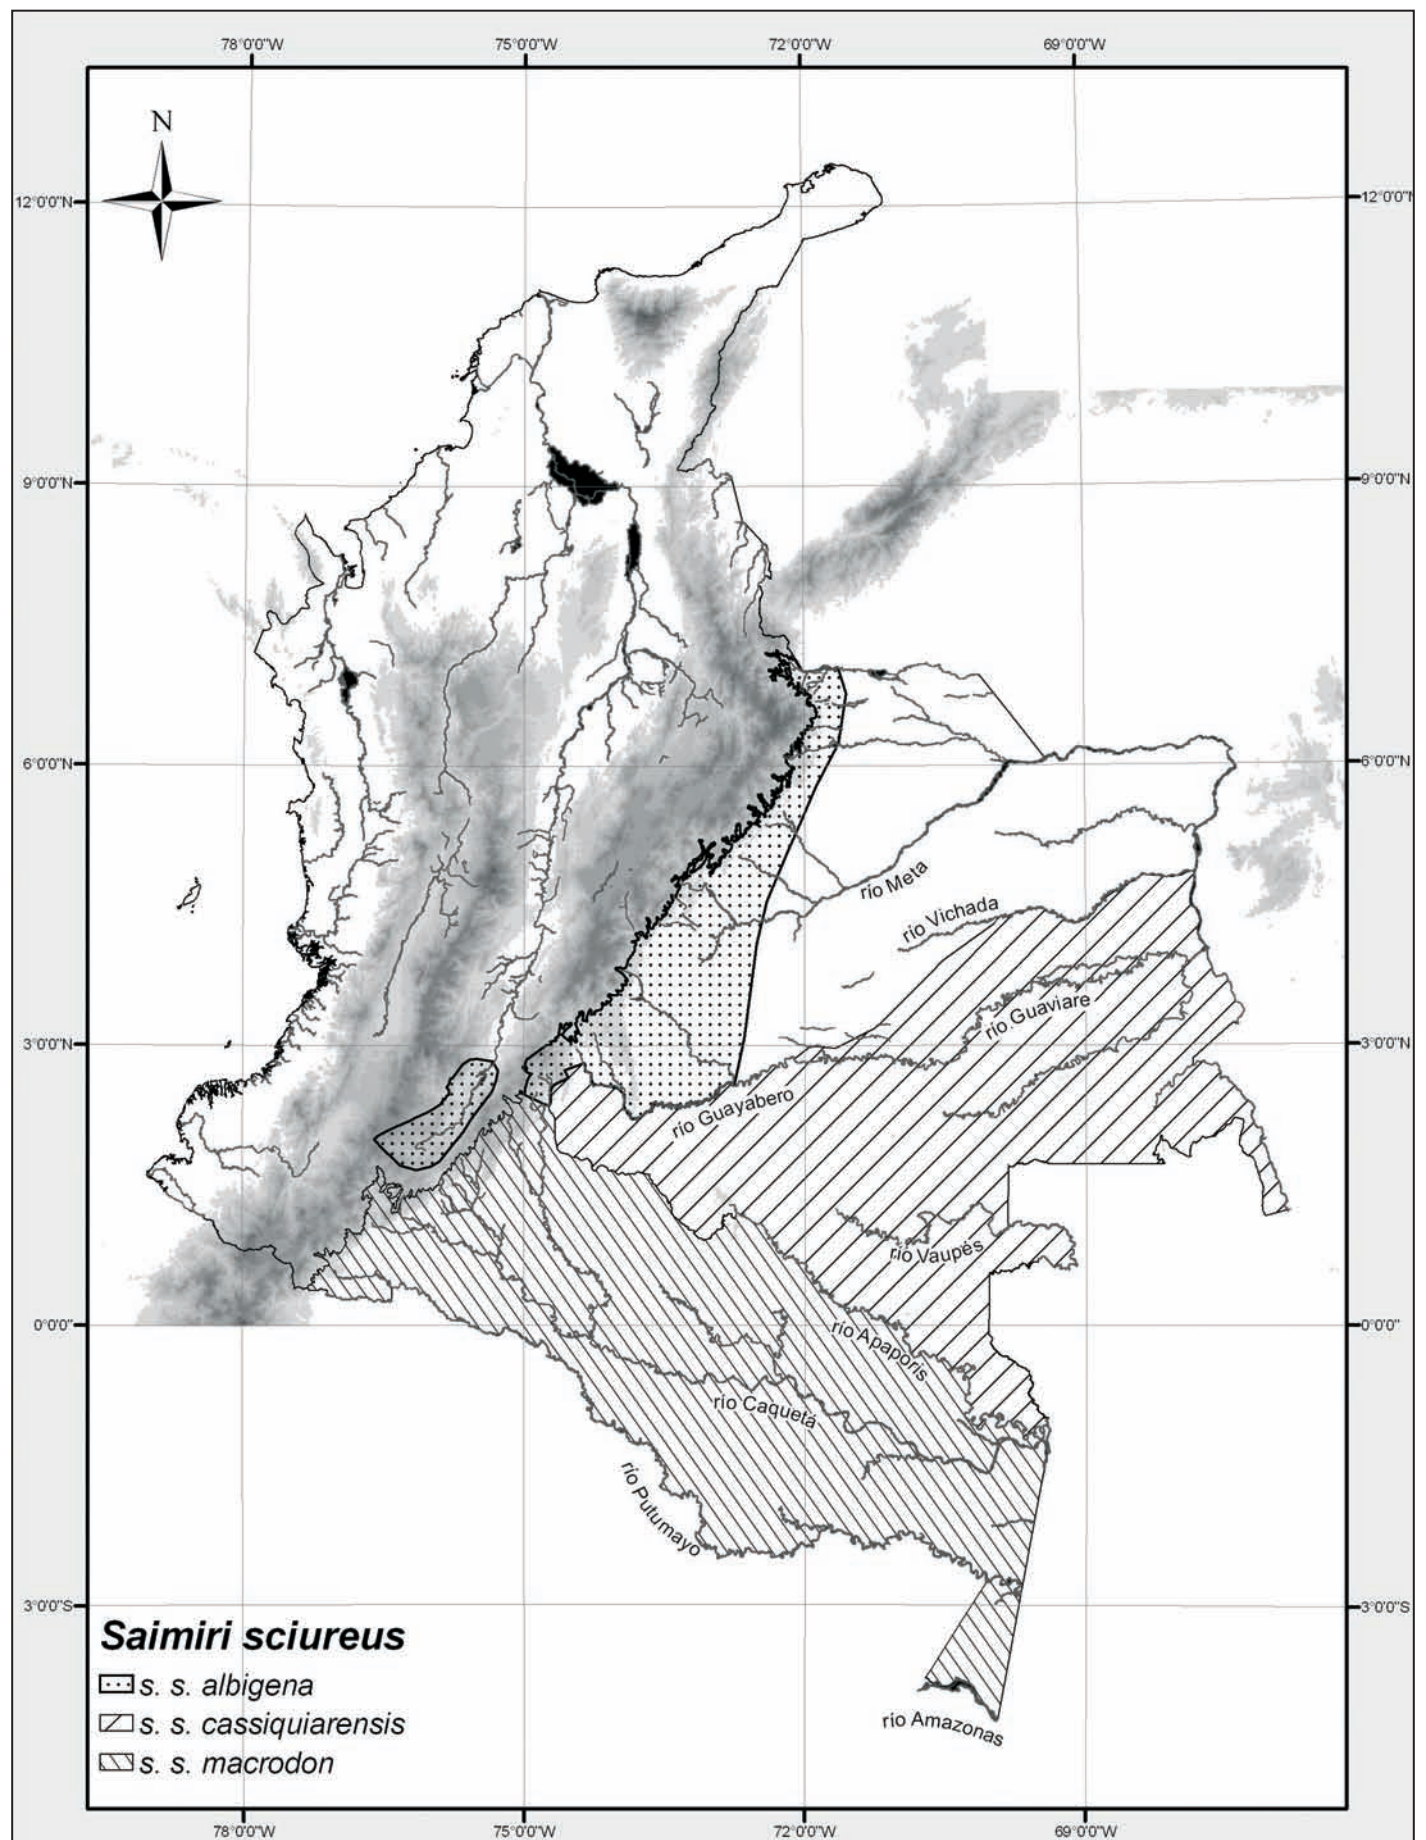 78°0'0"W 75°0'0"W 72°0'0"W 69°0'0"W
N
12°0'0"N 12°0'0"N
9°0'0"N 9°0'0"N
6°0'0"N 6°0'0"N
río Meta
río Vichada
río Guaviare
3°0'0"N 3°0'0"N
río Guayabero
río Vaupés
0°0'0" 0°0'0"
río Apaporis
río Caquetá
río Putumayo
3°0'0"S 3°0'0"S
Saimiri sciureus
s. s. albigena
s. s. cassiquiarensis
s. s. macrodon
río Amazonas
78°0'0"W 75°0'0"W 72°0'0"W 69°0'0"W